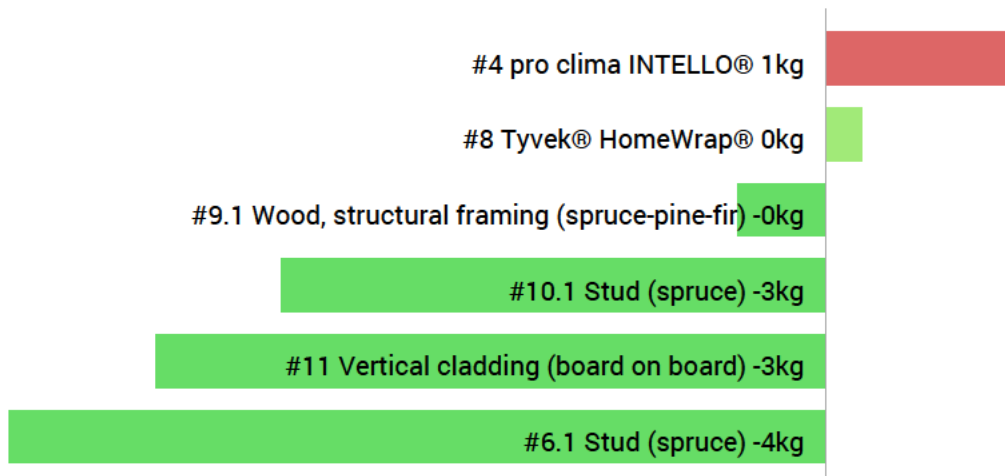 #4 pro clima INTELLO® 1kg
#8 Tyvek® HomeWrap® 0kg
#9.1 Wood, structural framing (spruce-pine-fir) -0kg
#10.1 Stud (spruce) -3kg
#11 Vertical cladding (board on board) -3kg
#6.1 Stud (spruce) -4kg